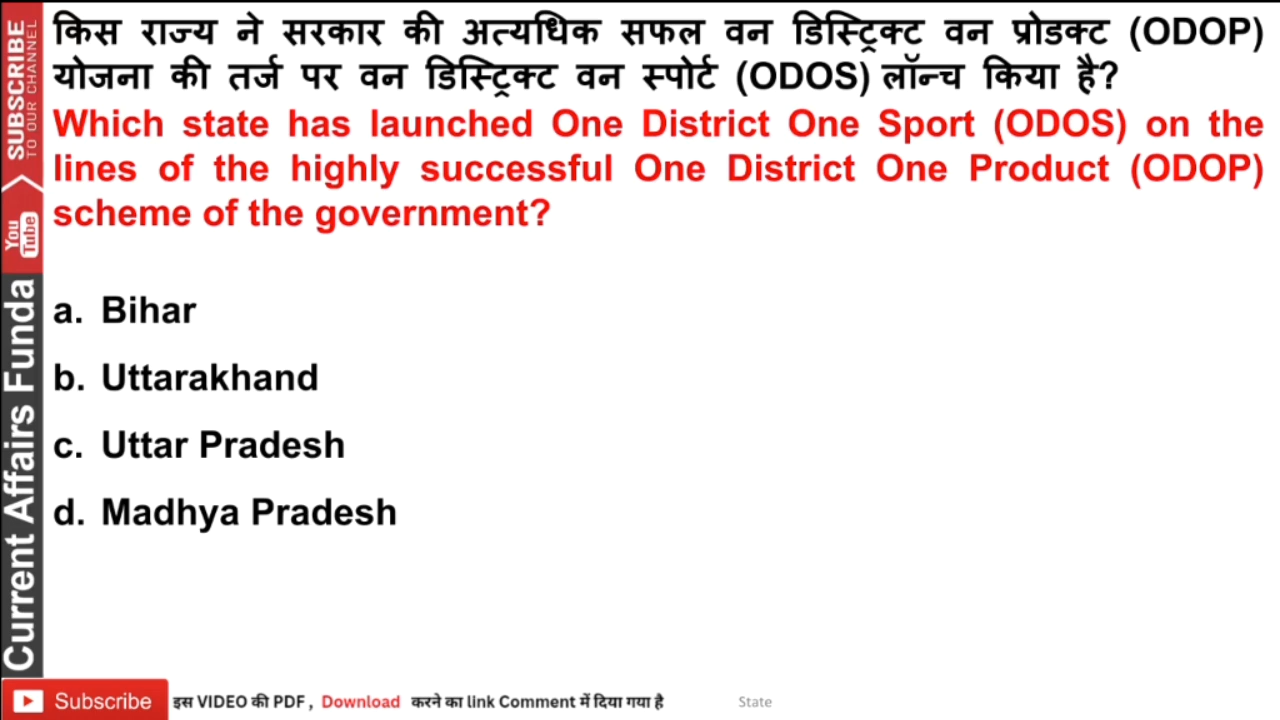 किस राज्य ने सरकार की अत्यधिक सफल वन डिस्ट्रिक्ट वन प्रोडक्ट (ODOP)
योजना की तर्ज पर वन डिस्ट्रिक्ट वन स्पोर्ट (ODOS) लॉन्च किया है?
Which state has launched One District One Sport (ODOS) on the
lines of the highly successful One District One Product (ODOP)
scheme of the government?
a. Bihar
b. Uttarakhand
c. Uttar Pradesh
d. Madhya Pradesh
SUBSCRIBE
TO OUR CHANNEL
You
Tube
Current Affairs Funda
Subscribe
इस VIDEO की PDF , Download करने का link Comment में दिया गया है
State